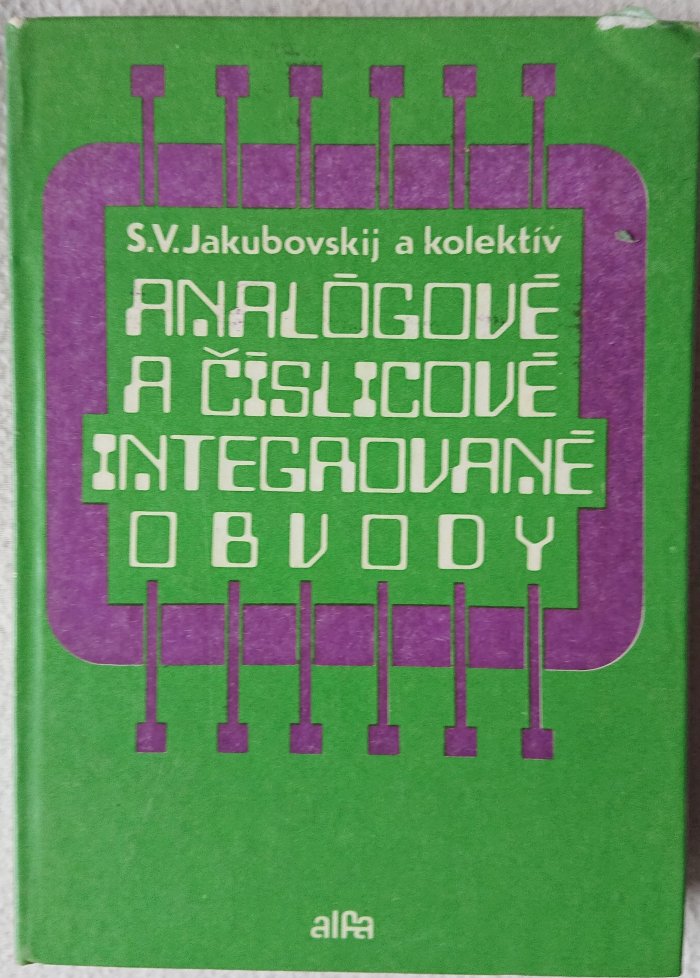 S.V.Jakubovskij a kolektív
ANALÓGOVÉ
A ČÍSLICOVÉ
INTEGROVANÉ
OBVODY
alfa